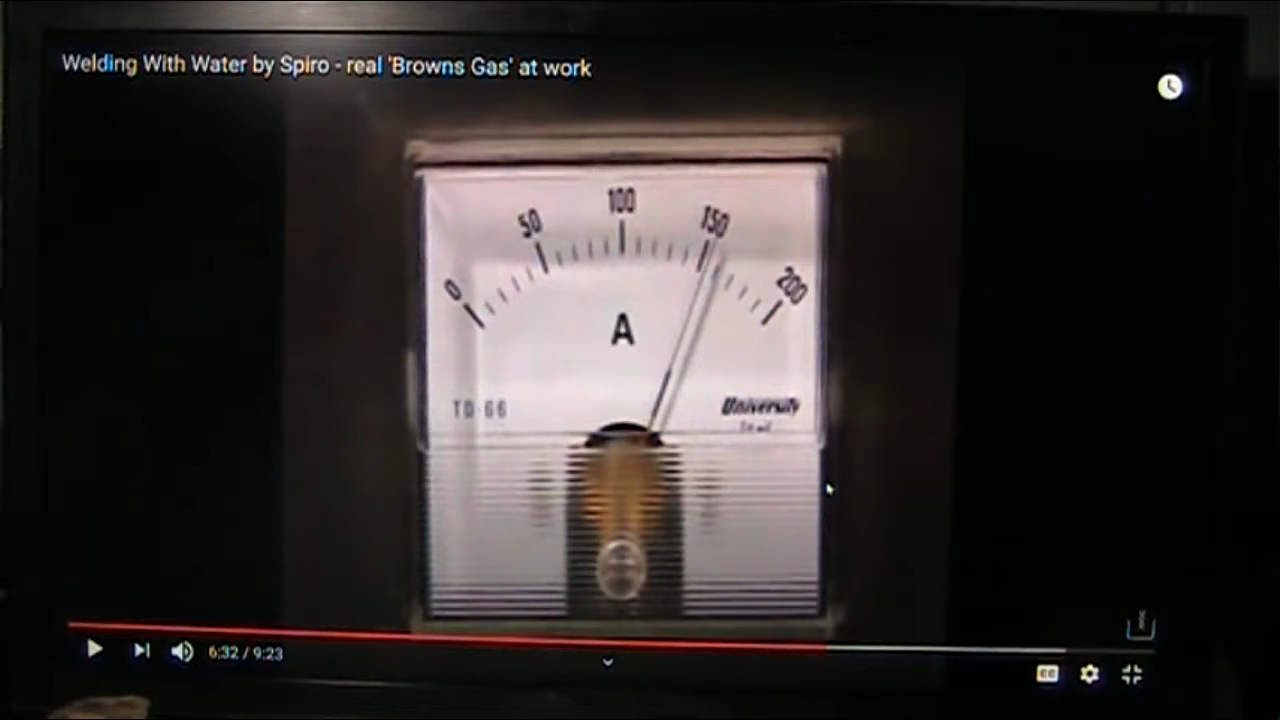 Welding With Water by Spiro - real 'Browns Gas' at work
0 50 100 150 200
A
TD-66
University
6:32 / 9:23
CC